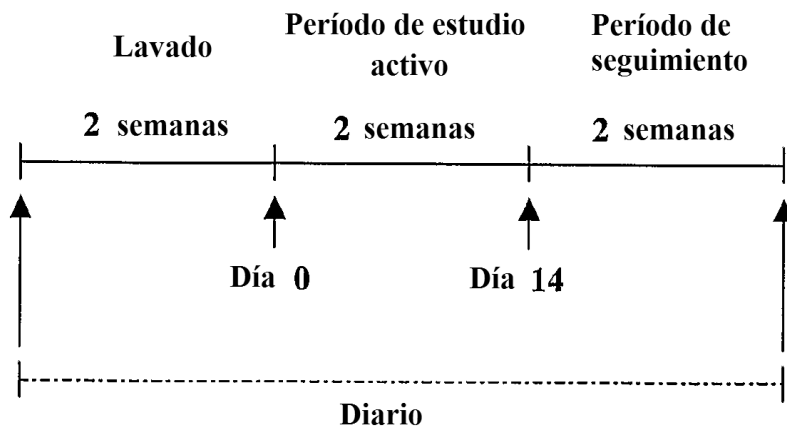 Lavado
Período de estudio
activo
Período de
seguimiento
2 semanas
2 semanas
2 semanas
Día 0
Día 14
Diario